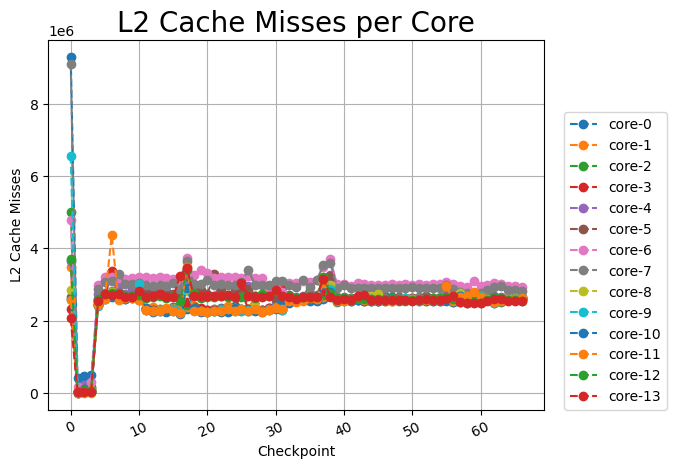 L2 Cache Misses per Core
1e6
8
6
4
2
0
L2 Cache Misses
0
10
20
30
40
50
60
Checkpoint
core-0
core-1
core-2
core-3
core-4
core-5
core-6
core-7
core-8
core-9
core-10
core-11
core-12
core-13